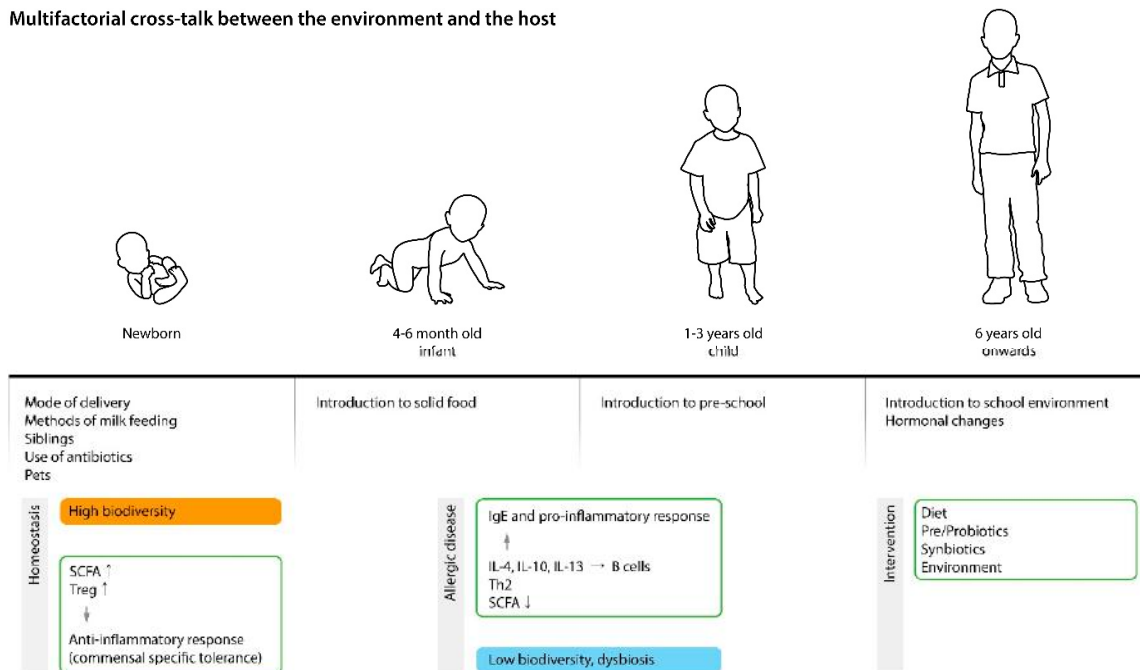 Multifactorial cross-talk between the environment and the host
Newborn
4-6 month old
infant
1-3 years old
child
6 years old
onwards
Mode of delivery
Methods of milk feeding
Siblings
Use of antibiotics
Pets
Introduction to solid food
Introduction to pre-school
Introduction to school environment
Hormonal changes
Homeostasis
High biodiversity
SCFA ↑
Treg ↑
↓
Anti-inflammatory response
(commensal specific tolerance)
Allergic disease
IgE and pro-inflammatory response
↑
IL-4, IL-10, IL-13 → B cells
Th2
SCFA ↓
Low biodiversity, dysbiosis
Intervention
Diet
Pre/Probiotics
Synbiotics
Environment